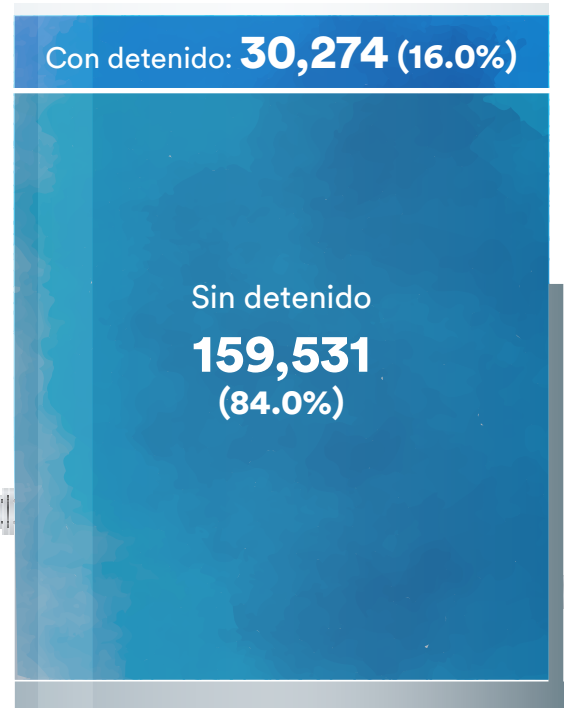 Con detenido: 30,274 (16.0%)
Sin detenido
159,531
(84.0%)